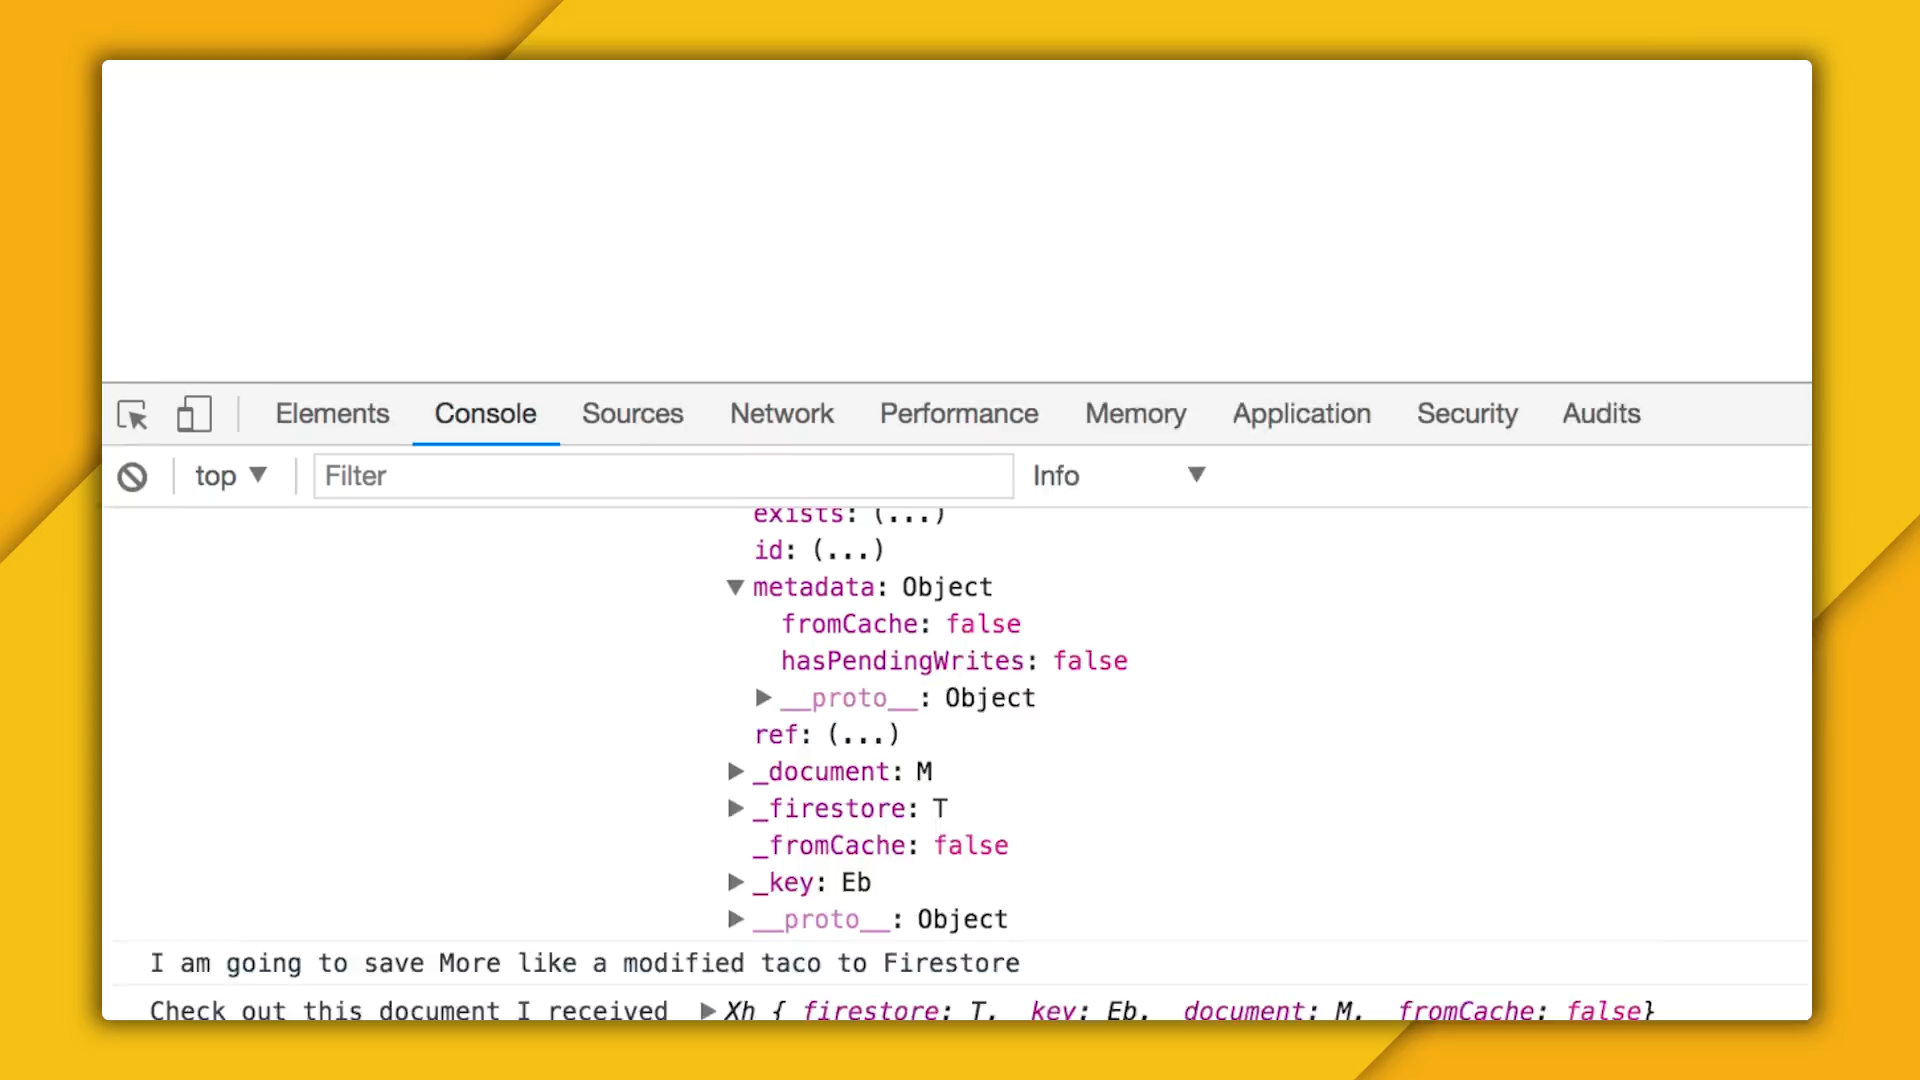 Elements Console Sources Network Performance Memory Application Security Audits
top ▼ Filter Info ▼
exists: (...)
id: (...)
▼ metadata: Object
fromCache: false
hasPendingWrites: false
▶ __proto__: Object
ref: (...)
▶ _document: M
▶ _firestore: T
_fromCache: false
▶ _key: Eb
▶ __proto__: Object
I am going to save More like a modified taco to Firestore
Check out this document I received ▶ Xh {_firestore: T, _key: Eb, _document: M, _fromCache: false}